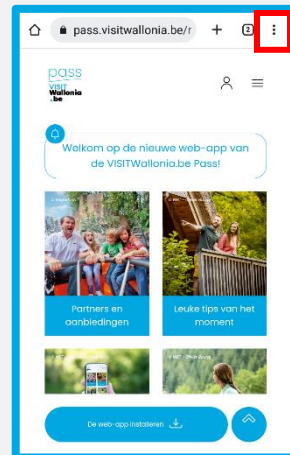 pass.visitwallonia.be/r
2
pass
VISIT
Wallonia
.be
Welkom op de nieuwe web-app van
de VISITWallonia.be Pass!
Partners en
aanbiedingen
Leuke tips van het
moment
De web-app installeren